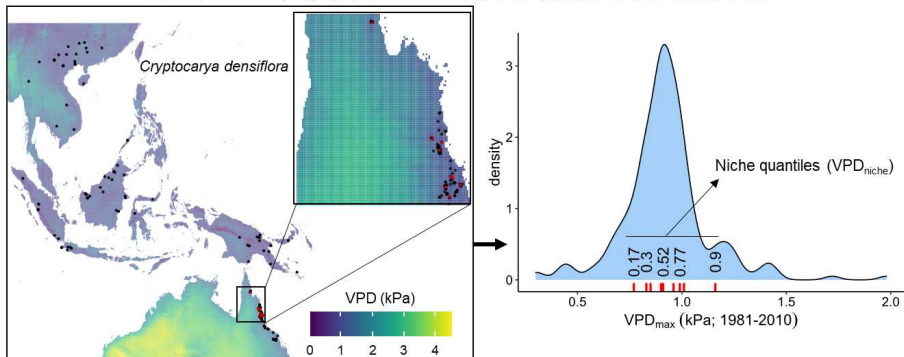 Cryptocarya densiflora
VPD (kPa)
0 1 2 3 4
density
3
2
1
0
Niche quantiles (VPDniche)
0.17
0.3
0.52
0.77
0.9
0.5 1.0 1.5 2.0
VPDmax (kPa; 1981-2010)